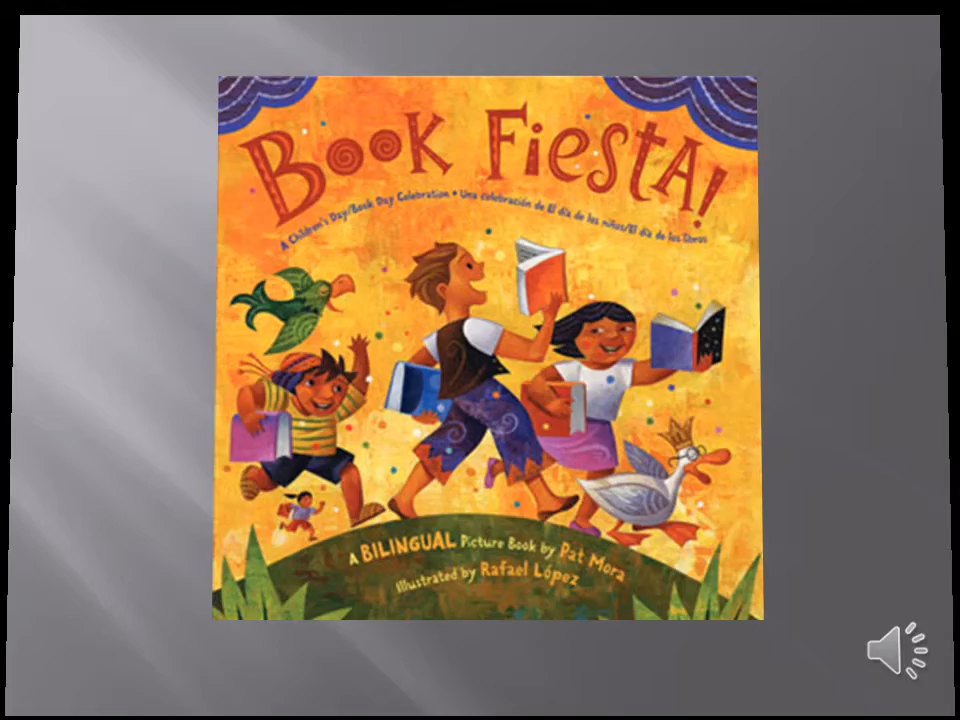 BOOK FIESTA!
A Children's Day/Book Day Celebration • Una celebración de El día de los niños/El día de los libros
A BILINGUAL Picture Book by Pat Mora
Illustrated by Rafael López